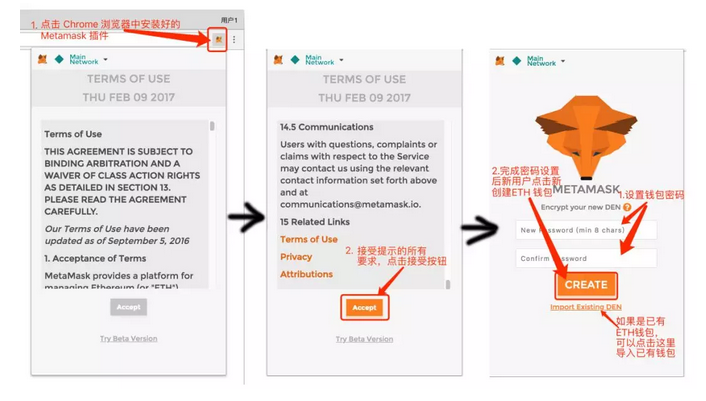 用户1
1. 点击 Chrome 浏览器中安装好的
Metamask 插件
Main
Network
TERMS OF USE
THU FEB 09 2017
Terms of Use
THIS AGREEMENT IS SUBJECT TO
BINDING ARBITRATION AND A
WAIVER OF CLASS ACTION RIGHTS
AS DETAILED IN SECTION 13.
PLEASE READ THE AGREEMENT
CAREFULLY.
Our Terms of Use have been
updated as of September 5, 2016
1. Acceptance of Terms
MetaMask provides a platform for
managing Ethereum (or "ETH")
Accept
Try Beta Version
Main
Network
TERMS OF USE
THU FEB 09 2017
14.5 Communications
Users with questions, complaints or
claims with respect to the Service
may contact us using the relevant
contact information set forth above
and at
communications@metamask.io.
15 Related Links
Terms of Use
Privacy
Attributions
2. 接受提示的所有
要求，点击接受按钮
Accept
Try Beta Version
Main
Network
2.完成密码设置
后新用户点击新
创建ETH 钱包
METAMASK
1.设置钱包密码
Encrypt your new DEN
New Password (min 8 chars)
Confirm Password
CREATE
Import Existing DEN
如果是已有
ETH钱包，
可以点击这里
导入已有钱包